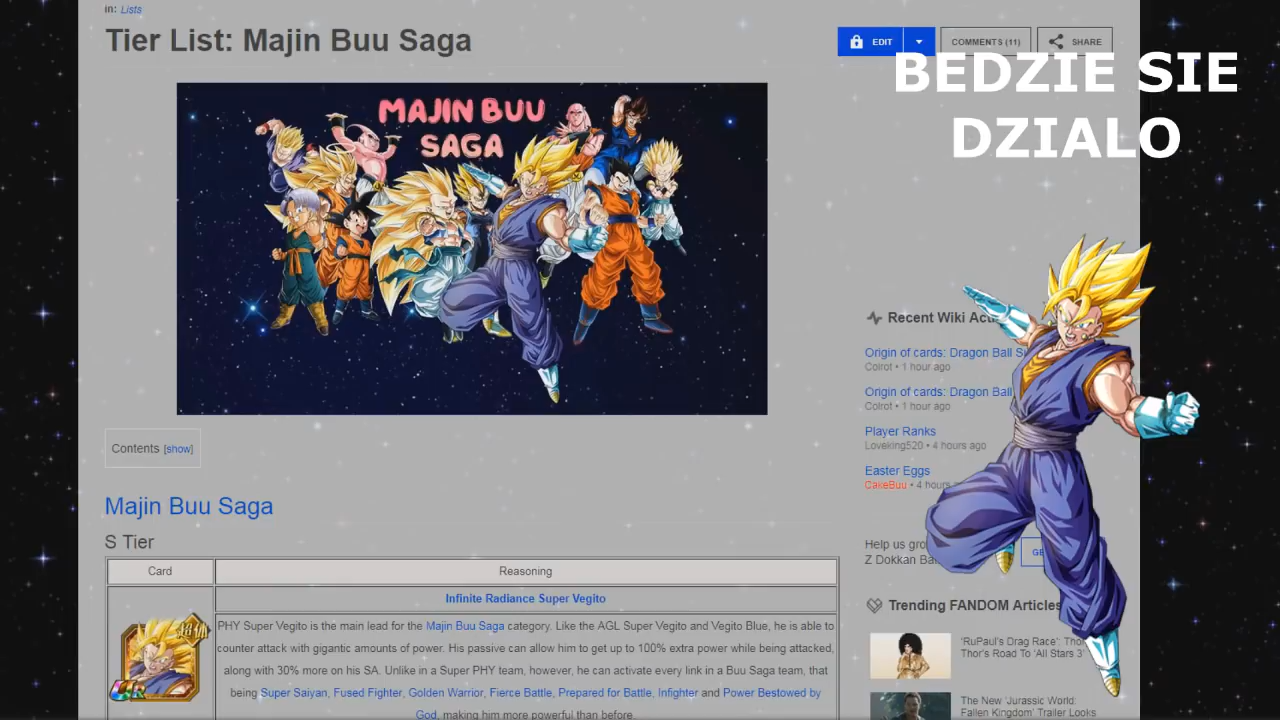 in: Lists
Tier List: Majin Buu Saga
EDIT
COMMENTS (11)
SHARE
BEDZIE SIE
DZIALO
MAJIN BUU
SAGA
Recent Wiki
Origin of cards: Dragon Ball
Colrot • 1 hour ago
Origin of cards: Dragon Ball
Colrot • 1 hour ago
Player Ranks
Loveking520 • 4 hours ago
Easter Eggs
CakeBuu • 4 hours
Contents [show]
Majin Buu Saga
S Tier
Help us
Z Dokkan
Card
Reasoning
Infinite Radiance Super Vegito
UR
PHY Super Vegito is the main lead for the Majin Buu Saga category. Like the AGL Super Vegito and Vegito Blue, he is able to
counter attack with gigantic amounts of power. His passive can allow him to get up to 100% extra power while being attacked,
along with 30% more on his SA. Unlike in a Super PHY team, however, he can activate every link in a Buu Saga team, that
being Super Saiyan, Fused Fighter, Golden Warrior, Fierce Battle, Prepared for Battle, Infighter and Power Bestowed by
God, making him more powerful than before.
Trending FANDOM Articles
'RuPaul's Drag Race':
Thor's Road To 'All Stars 3'
The New 'Jurassic World:
Fallen Kingdom' Trailer Looks